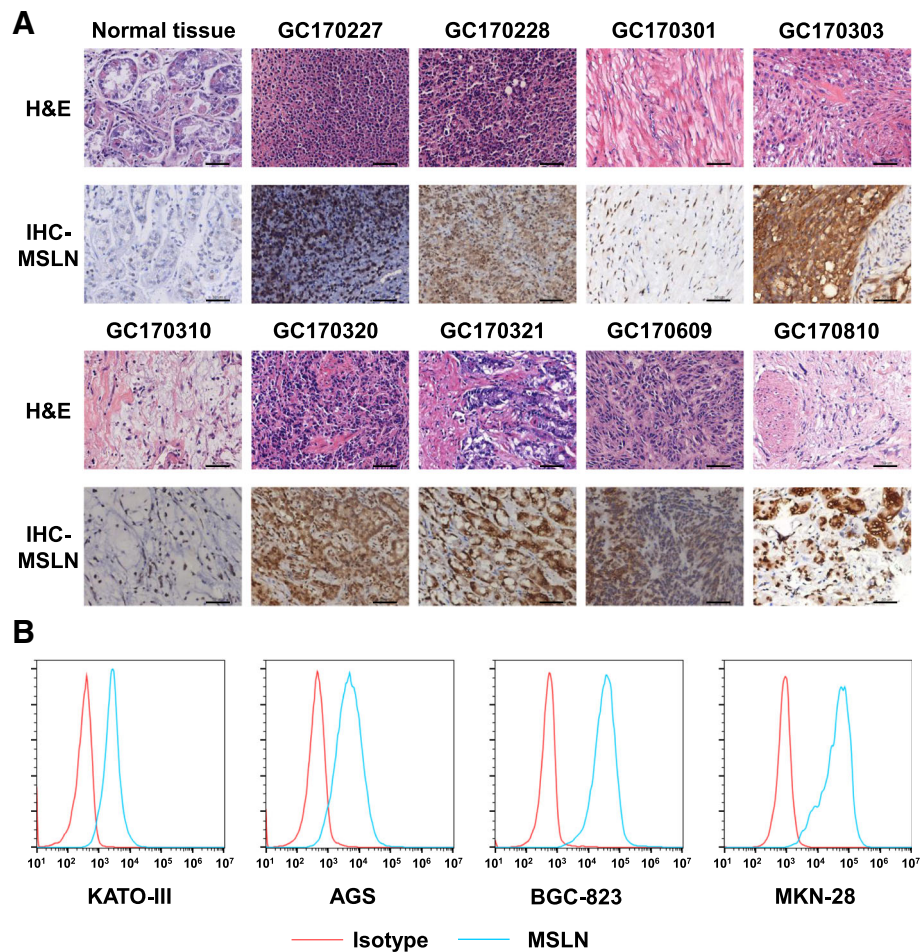 A
Normal tissue GC170227 GC170228 GC170301 GC170303
H&E
IHC-
MSLN
GC170310 GC170320 GC170321 GC170609 GC170810
H&E
IHC-
MSLN
B
10¹ 10² 10³ 10⁴ 10⁵ 10⁶ 10⁷ 10¹ 10² 10³ 10⁴ 10⁵ 10⁶ 10⁷ 10¹ 10² 10³ 10⁴ 10⁵ 10⁶ 10⁷ 10¹ 10² 10³ 10⁴ 10⁵ 10⁶ 10⁷
KATO-III AGS BGC-823 MKN-28
Isotype MSLN